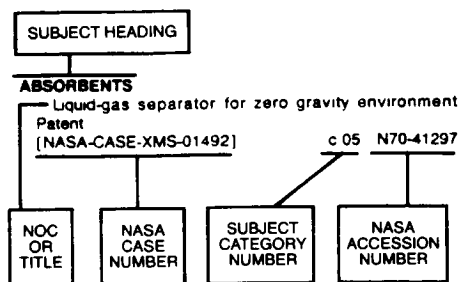 SUBJECT HEADING
ABSORBENTS
Liquid-gas separator for zero gravity environment
Patent
[NASA-CASE-XMS-01492] c 05 N70-41297
NOC
OR
TITLE
NASA
CASE
NUMBER
SUBJECT
CATEGORY
NUMBER
NASA
ACCESSION
NUMBER